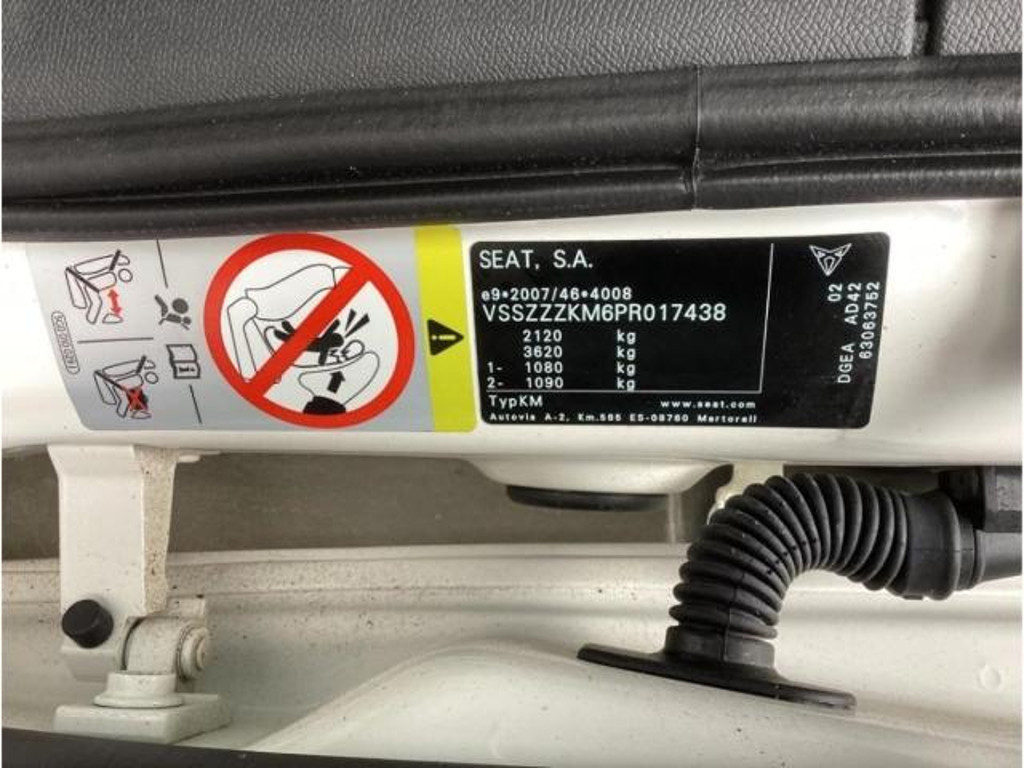 SEAT, S.A.
e9*2007/46*4008
VSSZZZKM6PR017438
2120 kg
3620 kg
1- 1080 kg
2- 1090 kg
TypKM www.seat.com
Autovia A-2, Km.585 ES-08760 Martorell
DGEA AD42 02
63063752